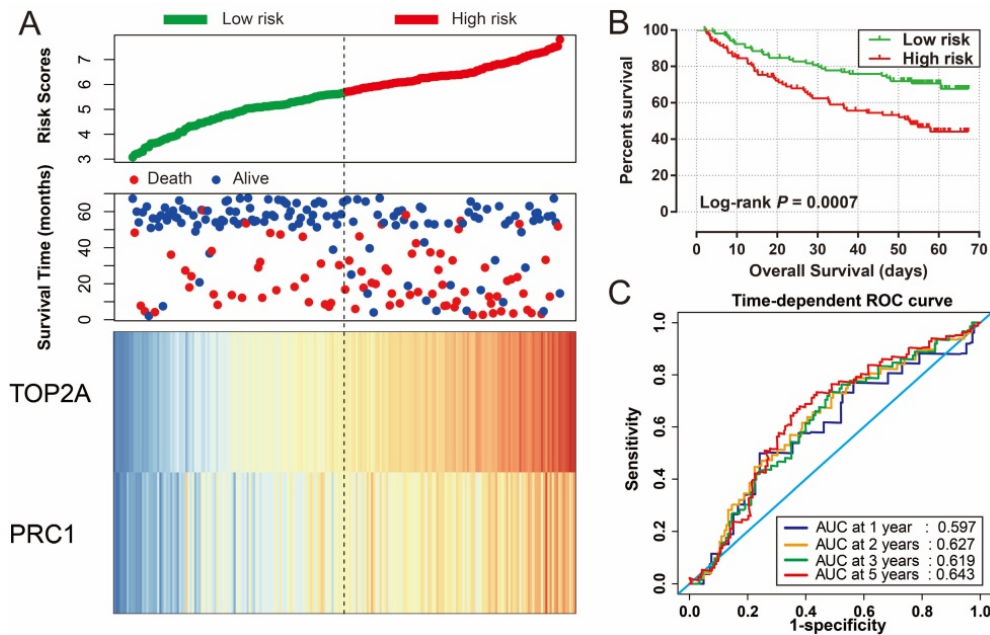 A
Low risk
High risk
Risk Scores
7
6
5
4
3
Death
Alive
Survival Time (months)
60
40
20
0
TOP2A
PRC1
B
Low risk
High risk
Percent survival
100
80
60
40
20
0
Log-rank P = 0.0007
0 10 20 30 40 50 60 70
Overall Survival (days)
C
Time-dependent ROC curve
Sensitivity
1.0
0.8
0.6
0.4
0.2
0.0
AUC at 1 year : 0.597
AUC at 2 years : 0.627
AUC at 3 years : 0.619
AUC at 5 years : 0.643
0.0 0.2 0.4 0.6 0.8 1.0
1-specificity